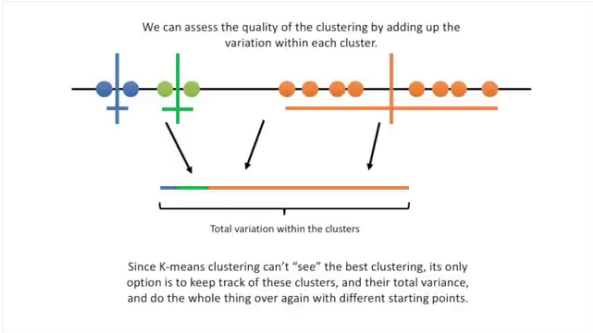 We can assess the quality of the clustering by adding up the
variation within each cluster.
Total variation within the clusters
Since K-means clustering can't “see” the best clustering, its only
option is to keep track of these clusters, and their total variance,
and do the whole thing over again with different starting points.